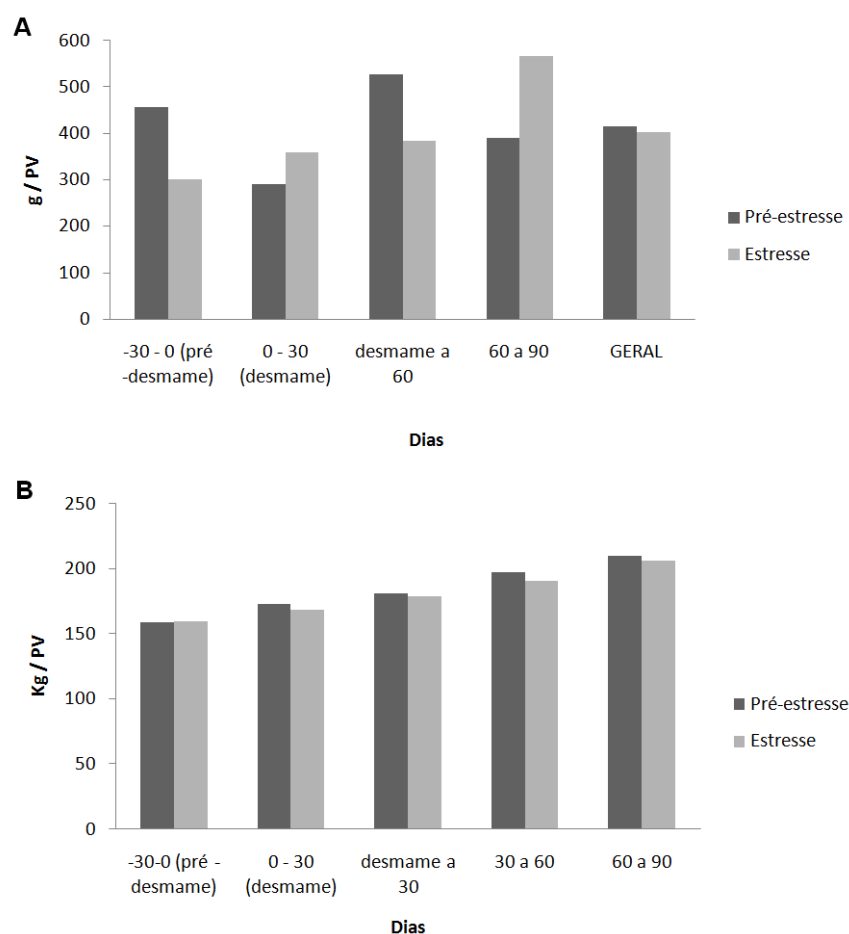 A
600
500
400
300
200
100
0
g / PV
-30 - 0 (pré
-desmame)
0 - 30
(desmame)
desmame a
60
60 a 90
GERAL
Dias
Pré-estresse
Estresse
B
250
200
150
100
50
0
Kg / PV
-30-0 (pré -
desmame)
0 - 30
(desmame)
desmame a
30
30 a 60
60 a 90
Dias
Pré-estresse
Estresse